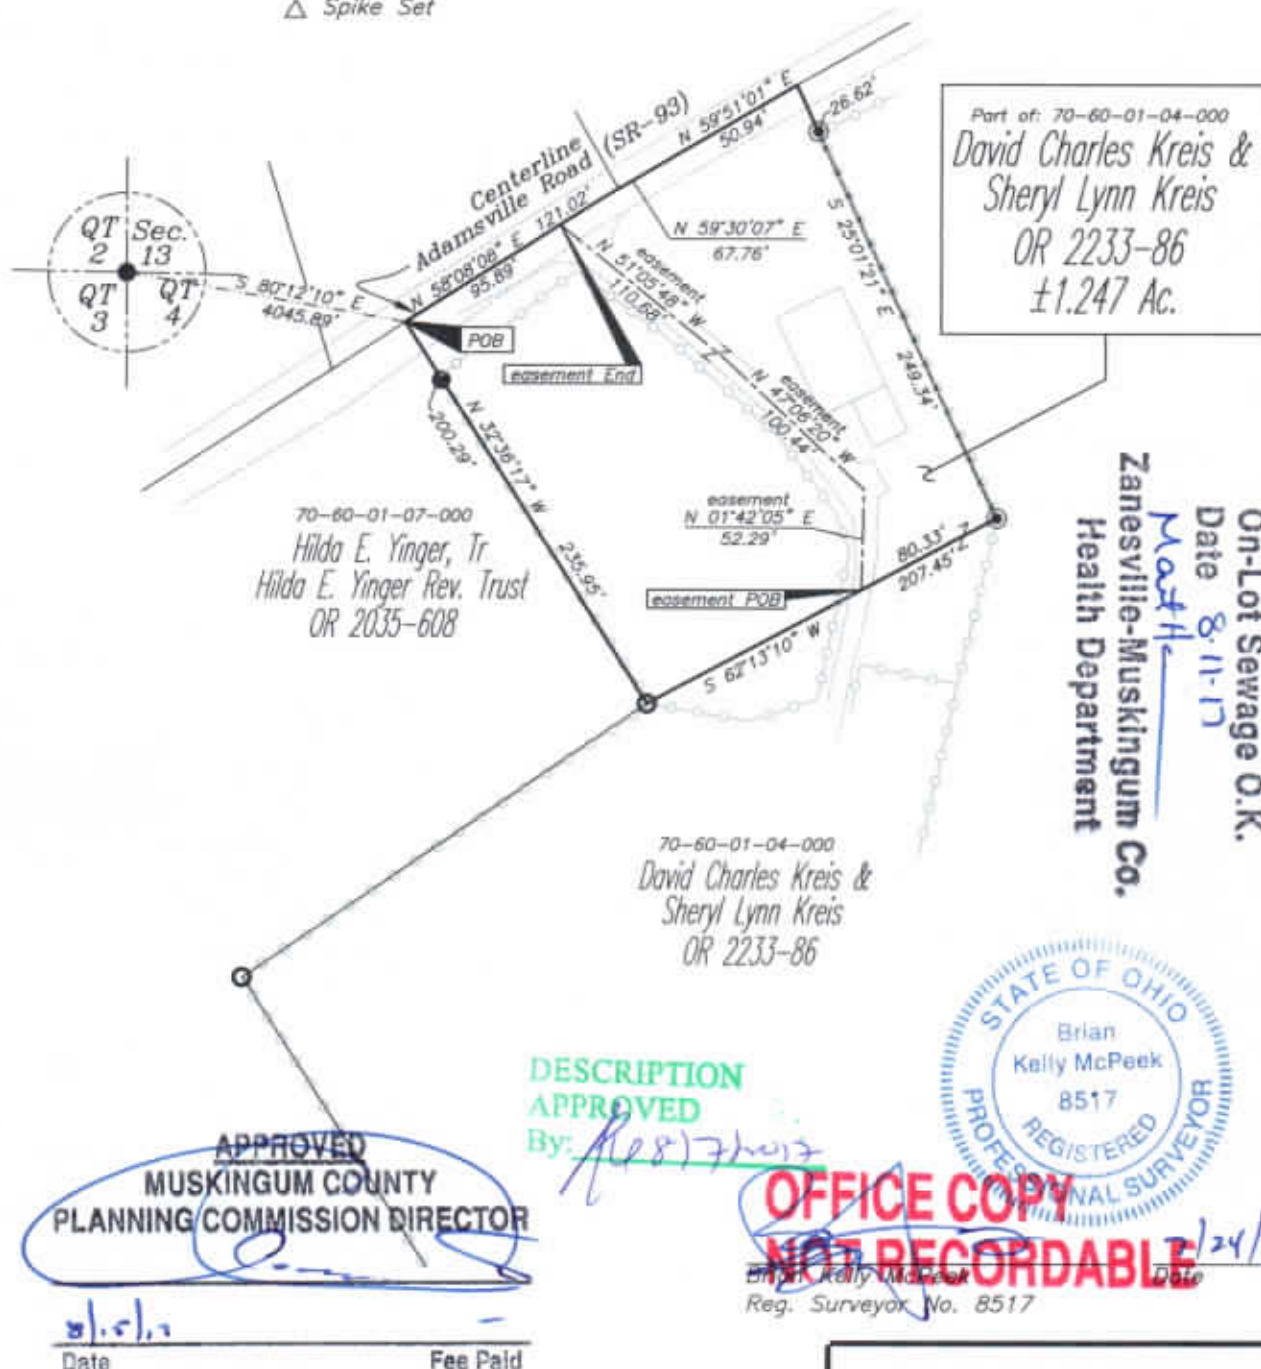 △ Spike Set
Centerline
Adamsville Road (SR-93)
N 59°51'01" E
50.94'
26.62'
Part of: 70-60-01-04-000
David Charles Kreis &
Sheryl Lynn Kreis
OR 2233-86
±1.247 Ac.
QT 2
Sec. 13
QT 3
QT 4
S 80°12'10" E
4045.89'
N 58°08'08" E 121.02'
95.89'
N 59°30'07" E
67.76'
POB
easement End
easement
N 51°05'48" W
110.68'
S 25°01'21" E
249.34'
easement
N 47°06'20" W
100.44'
200.29'
N 32°36'17" W
235.95'
70-60-01-07-000
Hilda E. Yinger, Tr
Hilda E. Yinger Rev. Trust
OR 2035-608
easement
N 01°42'05" E
52.29'
easement POB
80.33'
207.45'
S 62°13'10" W
On-Lot Sewage O.K.
Date 8-11-17
Zanesville-Muskingum Co.
Health Department
70-60-01-04-000
David Charles Kreis &
Sheryl Lynn Kreis
OR 2233-86
STATE OF OHIO
Brian
Kelly McPeek
8517
REGISTERED
PROFESSIONAL SURVEYOR
DESCRIPTION
APPROVED
By:
APPROVED
MUSKINGUM COUNTY
PLANNING COMMISSION DIRECTOR
Date Fee Paid
OFFICE COPY
NOT RECORDABLE
Brian Kelly McPeek Date
Reg. Surveyor No. 8517